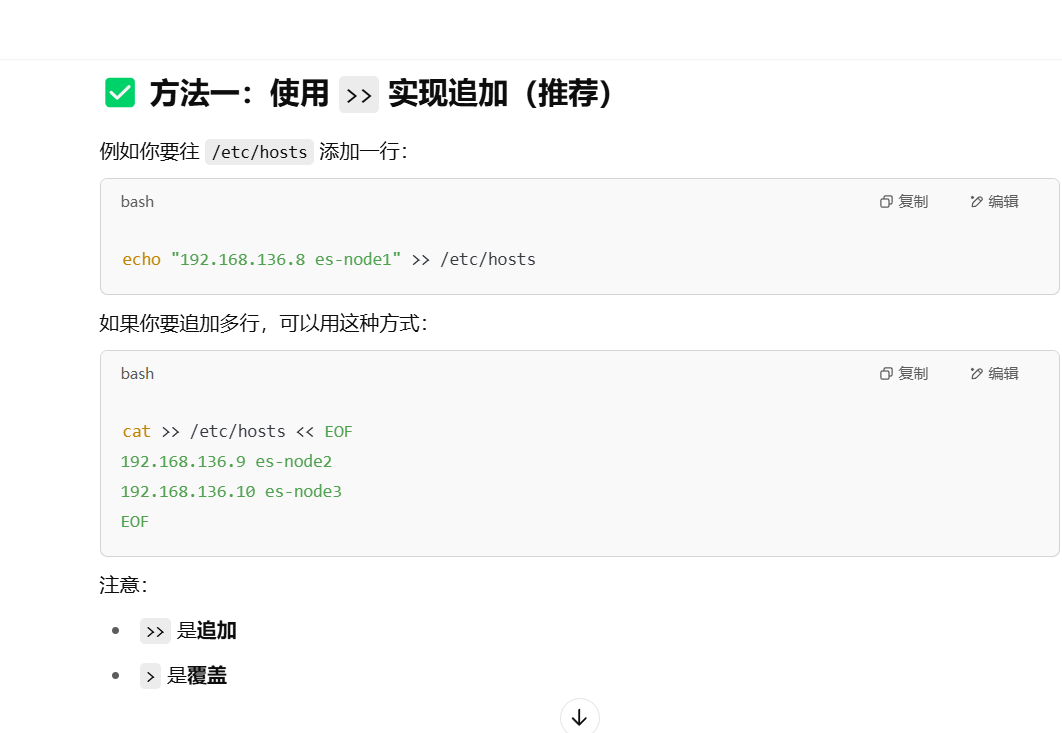 方法一：使用 >> 实现追加（推荐）
例如你要往 /etc/hosts 添加一行：
bash 复制 编辑
echo "192.168.136.8 es-node1" >> /etc/hosts
如果你要追加多行，可以用这种方式：
bash 复制 编辑
cat >> /etc/hosts << EOF
192.168.136.9 es-node2
192.168.136.10 es-node3
EOF
注意：
>> 是追加
> 是覆盖